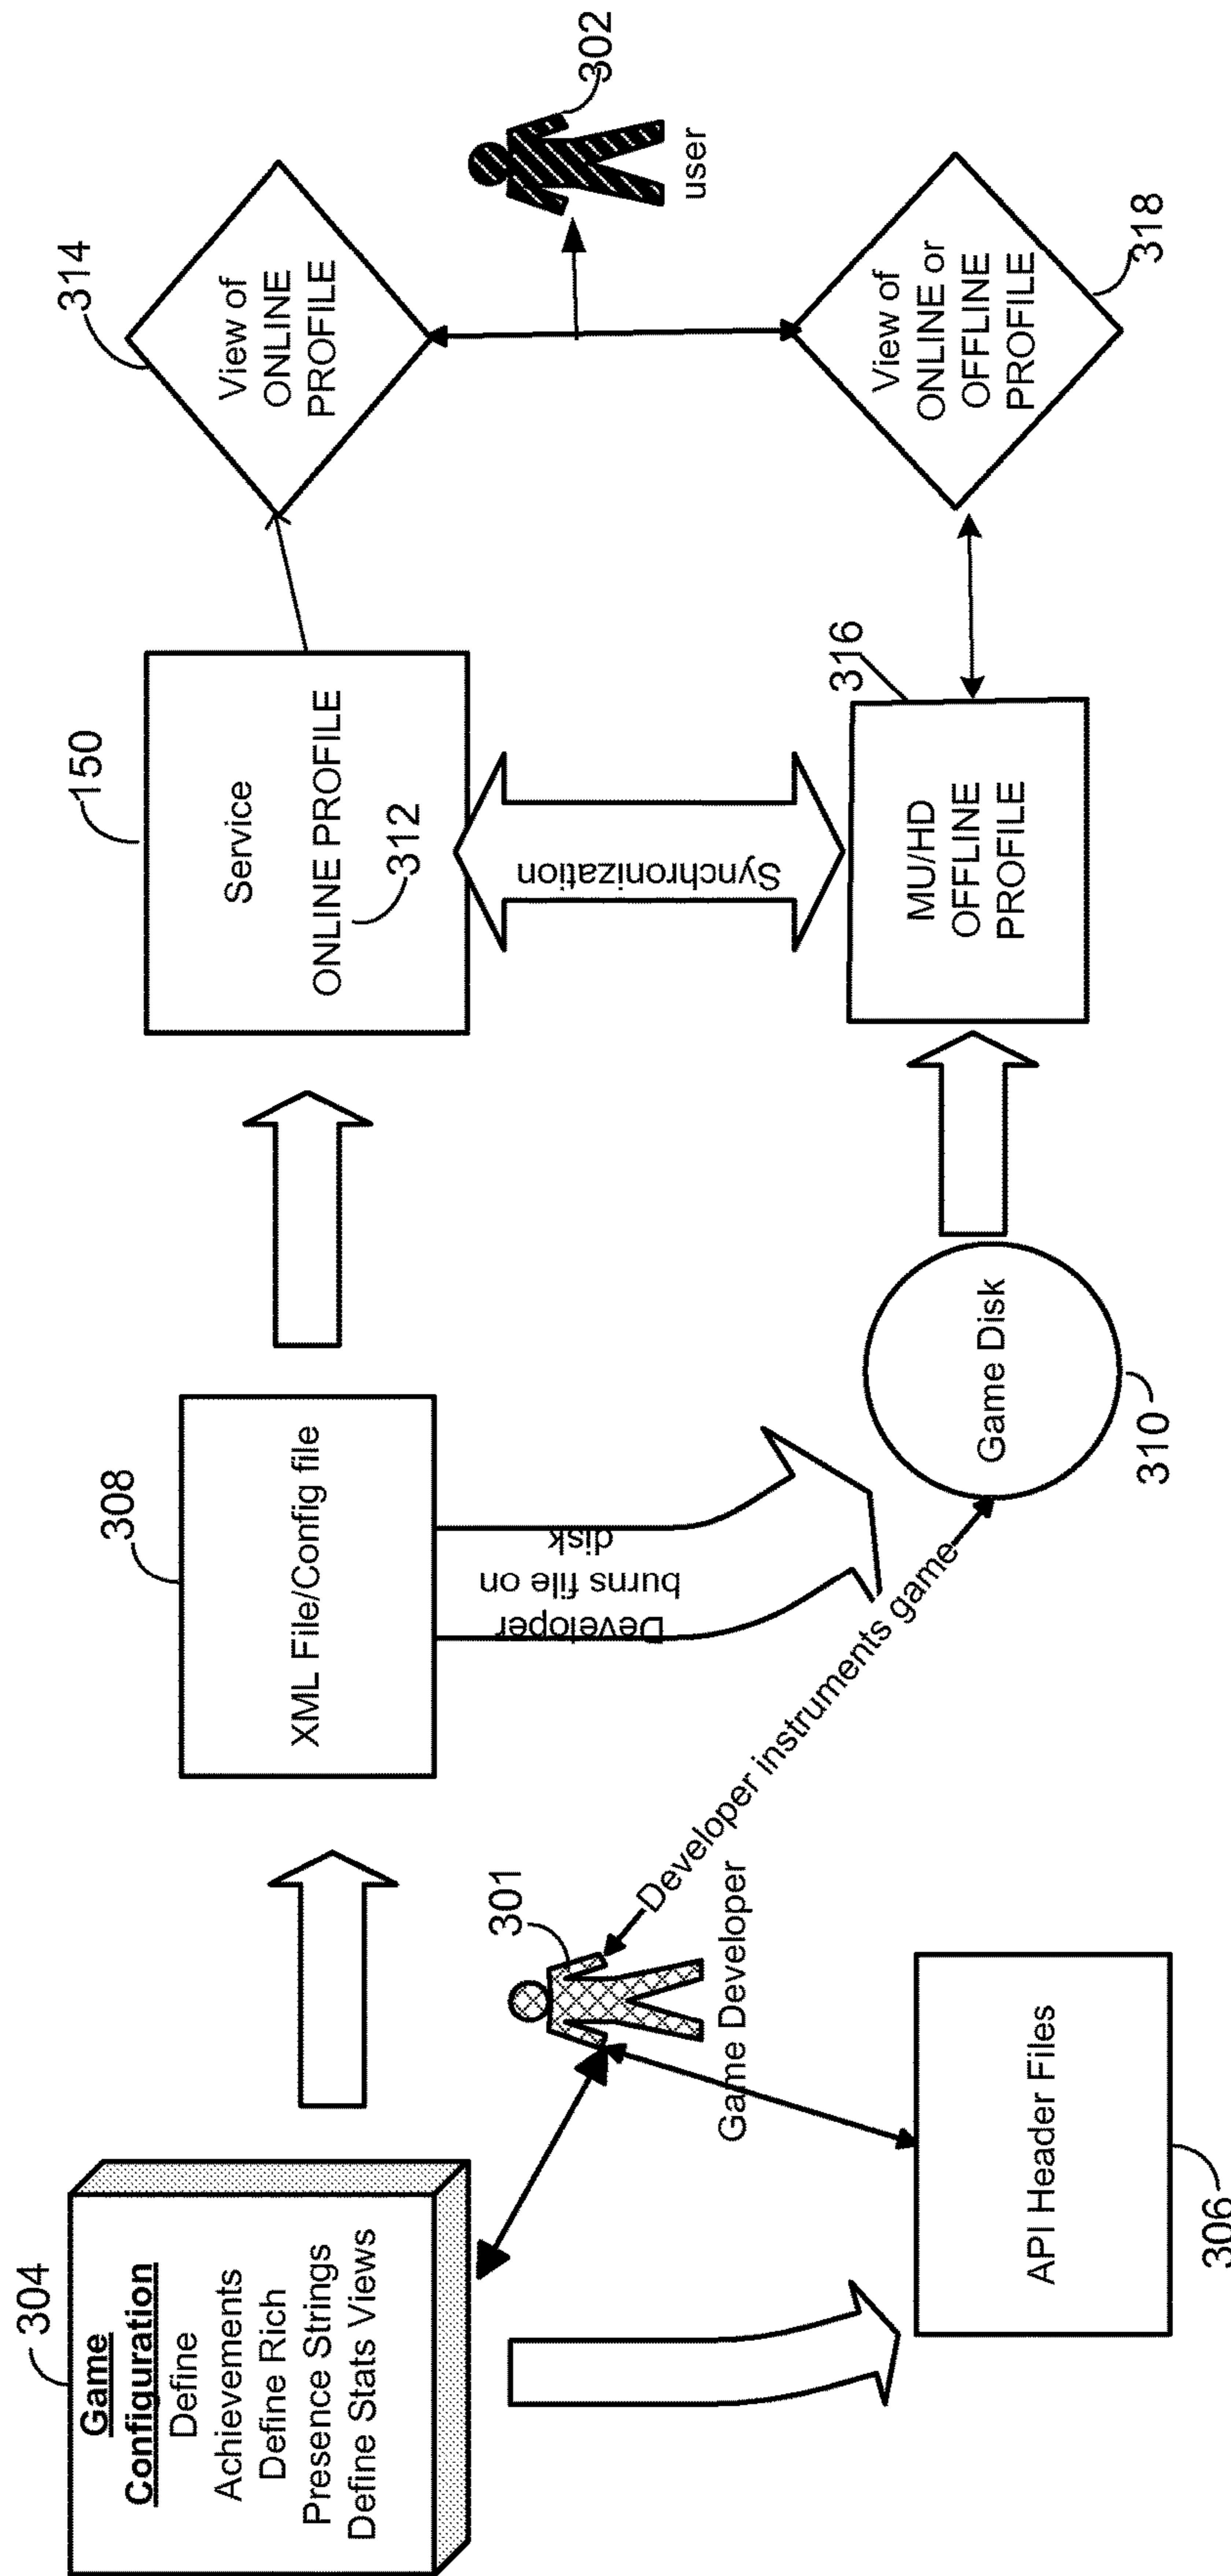 304
Game
Configuration
Define
Achievements
Define Rich
Presence Strings
Define Stats Views
308
XML File/Config file
150
Service
ONLINE PROFILE
312
314
View of
ONLINE
PROFILE
302
user
301
Game Developer
Developer instruments game
Developer
burns file on
disk
Synchronization
306
API Header Files
310
Game Disk
316
MU/HD
OFFLINE
PROFILE
318
View of
ONLINE or
OFFLINE
PROFILE